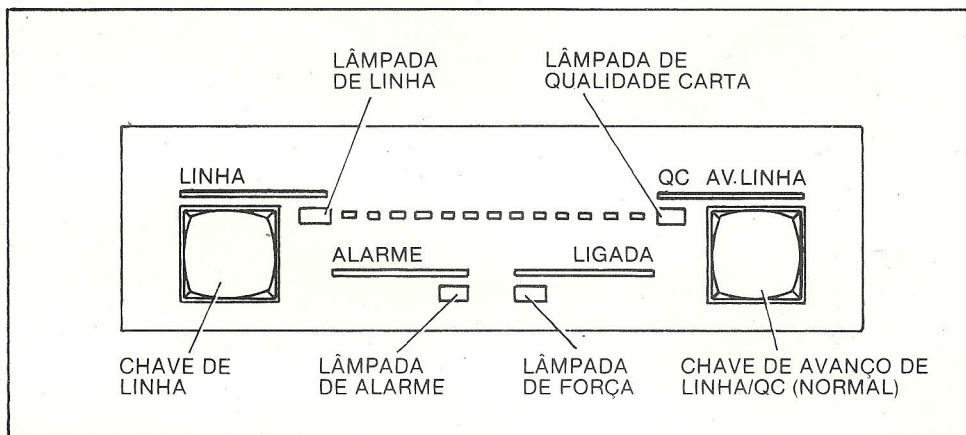 LÂMPADA
DE LINHA
LÂMPADA DE
QUALIDADE CARTA
LINHA
QC AV.LINHA
ALARME
LIGADA
CHAVE DE
LINHA
LÂMPADA
DE ALARME
LÂMPADA
DE FORÇA
CHAVE DE AVANÇO DE
LINHA/QC (NORMAL)